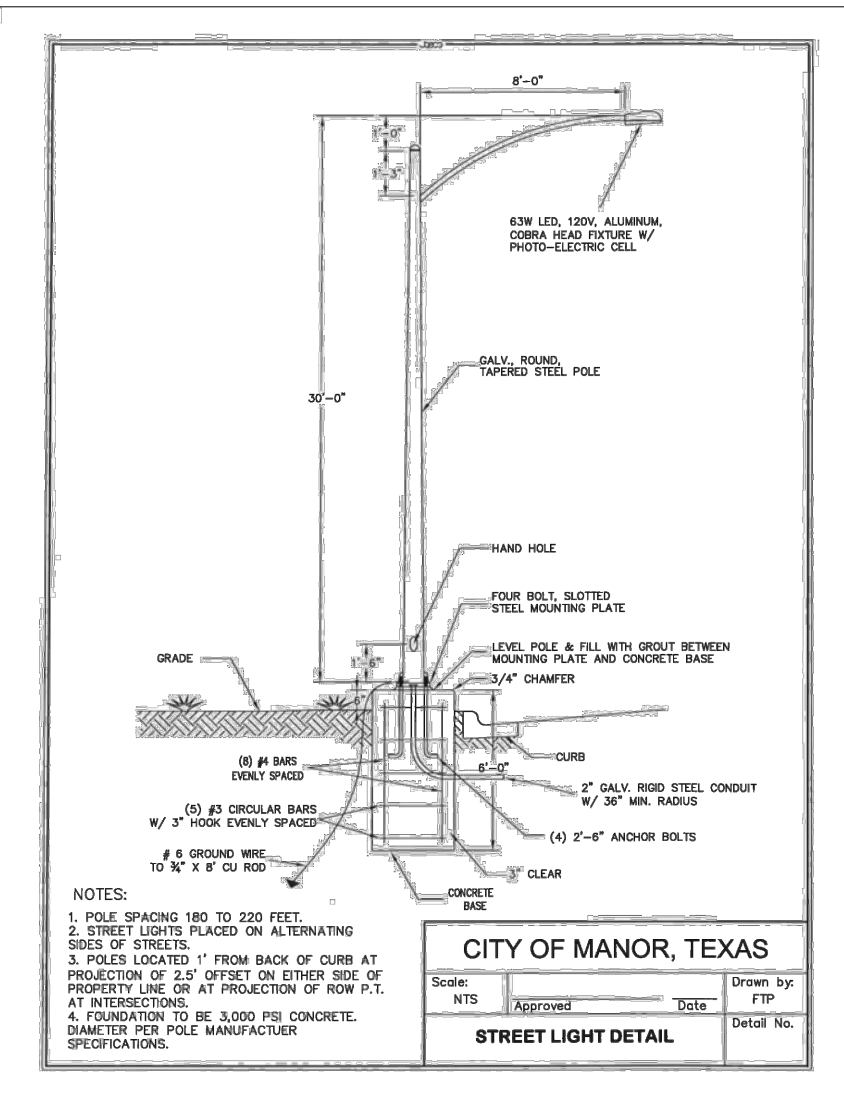 8'-0"
63W LED, 120V, ALUMINUM,
COBRA HEAD FIXTURE W/
PHOTO-ELECTRIC CELL
GALV., ROUND,
TAPERED STEEL POLE
30'-0"
HAND HOLE
FOUR BOLT, SLOTTED
STEEL MOUNTING PLATE
LEVEL POLE & FILL WITH GROUT BETWEEN
MOUNTING PLATE AND CONCRETE BASE
GRADE
1'-6"
3/4" CHAMFER
6"
CURB
(8) #4 BARS
EVENLY SPACED
6'-0"
2" GALV. RIGID STEEL CONDUIT
W/ 36" MIN. RADIUS
(5) #3 CIRCULAR BARS
W/ 3" HOOK EVENLY SPACED
(4) 2'-6" ANCHOR BOLTS
# 6 GROUND WIRE
TO ¾" X 8' CU ROD
3" CLEAR
CONCRETE
BASE
NOTES:
1. POLE SPACING 180 TO 220 FEET.
2. STREET LIGHTS PLACED ON ALTERNATING
SIDES OF STREETS.
3. POLES LOCATED 1' FROM BACK OF CURB AT
PROJECTION OF 2.5' OFFSET ON EITHER SIDE OF
PROPERTY LINE OR AT PROJECTION OF ROW P.T.
AT INTERSECTIONS.
4. FOUNDATION TO BE 3,000 PSI CONCRETE.
DIAMETER PER POLE MANUFACTUER
SPECIFICATIONS.
CITY OF MANOR, TEXAS
Scale:
NTS
Approved
Date
Drawn by:
FTP
STREET LIGHT DETAIL
Detail No.